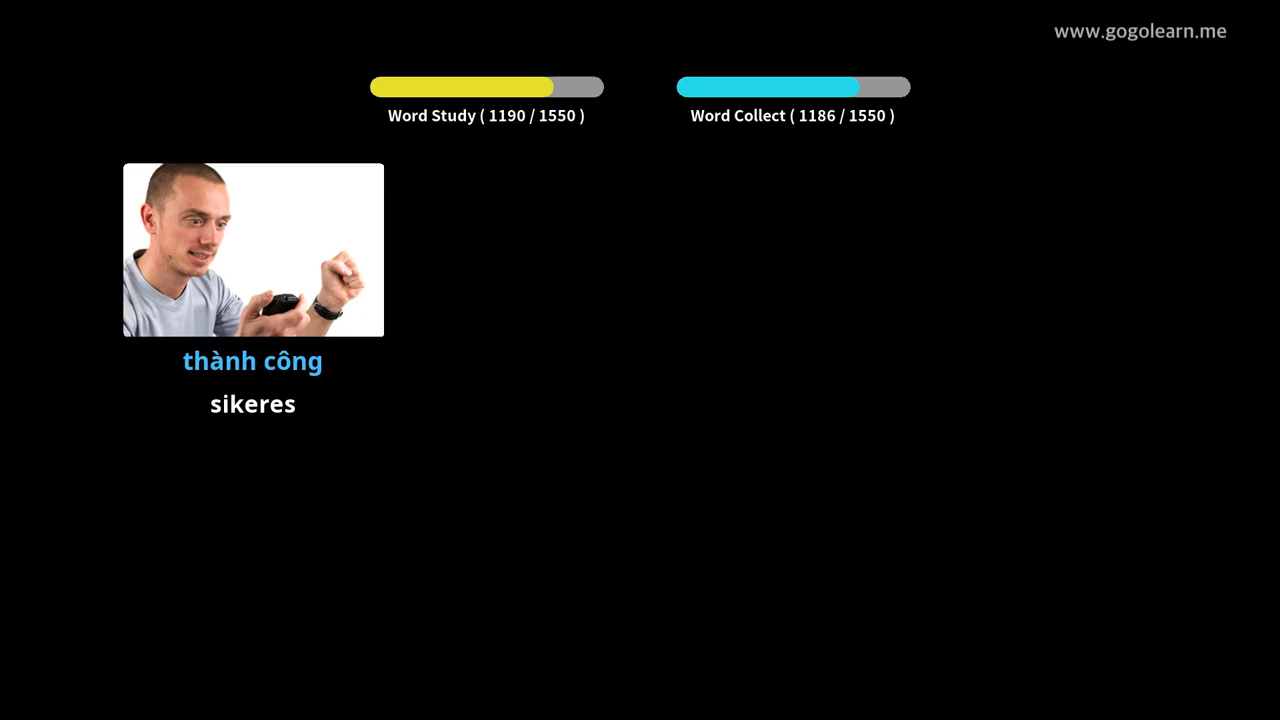 www.gogolearn.me
Word Study ( 1190 / 1550 )
Word Collect ( 1186 / 1550 )
thành công
sikeres